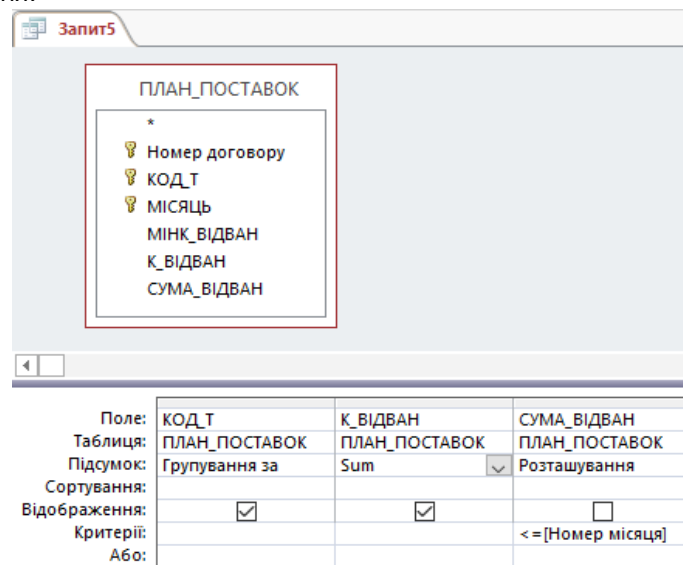 Запит5
ПЛАН_ПОСТАВОК
*
Номер договору
КОД_Т
МІСЯЦЬ
МІНК_ВІДВАН
К_ВІДВАН
СУМА_ВІДВАН
Поле: КОД_Т К_ВІДВАН СУМА_ВІДВАН
Таблиця: ПЛАН_ПОСТАВОК ПЛАН_ПОСТАВОК ПЛАН_ПОСТАВОК
Підсумок: Групування за Sum Розташування
Сортування:
Відображення:
Критерії: <=[Номер місяця]
Або: